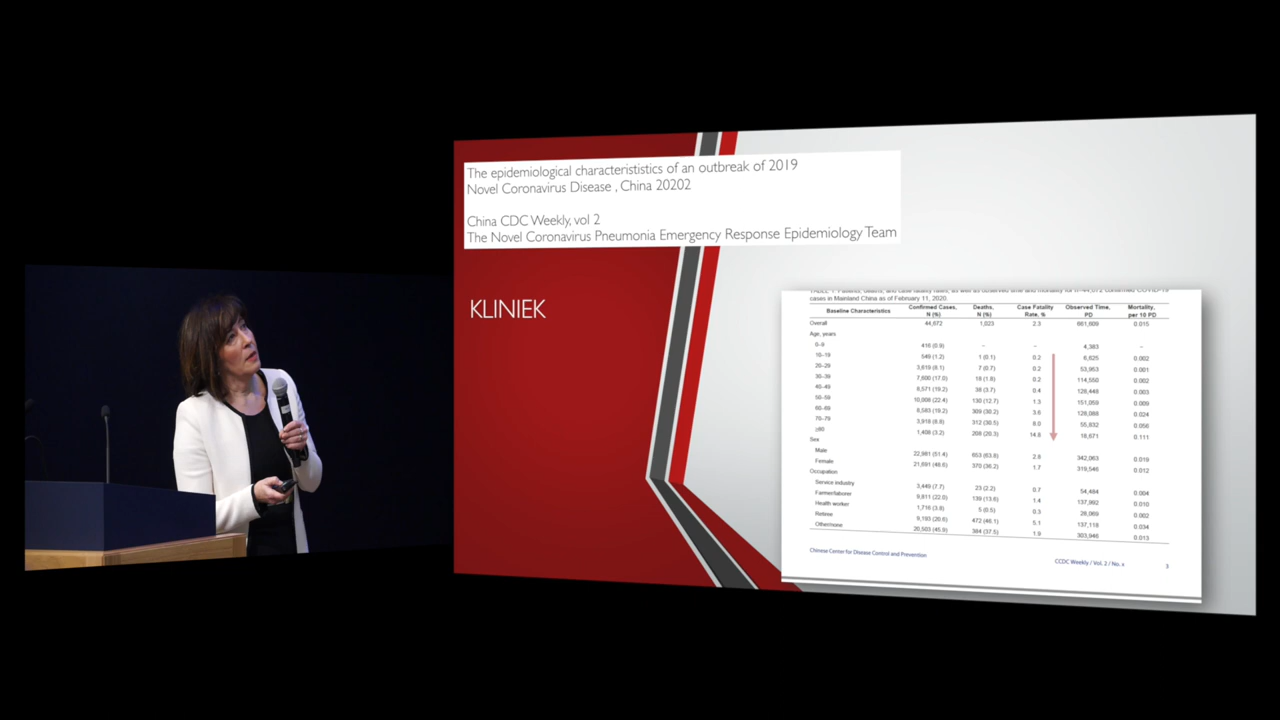 The epidemiological characterististics of an outbreak of 2019
Novel Coronavirus Disease , China 20202
China CDC Weekly, vol 2
The Novel Coronavirus Pneumonia Emergency Response Epidemiology Team
KLINIEK
cases in Mainland China as of February 11, 2020.
Baseline Characteristics Confirmed Cases, N (%) Deaths, N (%) Case Fatality Rate, % Observed Time, PD Mortality, per 10 PD
Overall 44,672 1,023 2.3 661,609 0.015
Age, years
0–9 416 (0.9) – – 4,383 –
10–19 549 (1.2) 1 (0.1) 0.2 6,625 0.002
20–29 3,619 (8.1) 7 (0.7) 0.2 53,953 0.001
30–39 7,600 (17.0) 18 (1.8) 0.2 114,550 0.002
40–49 8,571 (19.2) 38 (3.7) 0.4 128,448 0.003
50–59 10,008 (22.4) 130 (12.7) 1.3 151,059 0.009
60–69 8,583 (19.2) 309 (30.2) 3.6 128,088 0.024
70–79 3,918 (8.8) 312 (30.5) 8.0 55,832 0.056
≥80 1,408 (3.2) 208 (20.3) 14.8 18,671 0.111
Sex
Male 22,981 (51.4) 653 (63.8) 2.8 342,063 0.019
Female 21,691 (48.6) 370 (36.2) 1.7 319,546 0.012
Occupation
Service industry 3,449 (7.7) 23 (2.2) 0.7 54,484 0.004
Farmer/laborer 9,811 (22.0) 139 (13.6) 1.4 137,992 0.010
Health worker 1,716 (3.8) 5 (0.5) 0.3 28,069 0.002
Retiree 9,193 (20.6) 472 (46.1) 5.1 137,118 0.034
Other/none 20,503 (45.9) 384 (37.5) 1.9 303,946 0.013
Chinese Center for Disease Control and Prevention
CCDC Weekly / Vol. 2 / No. x
3